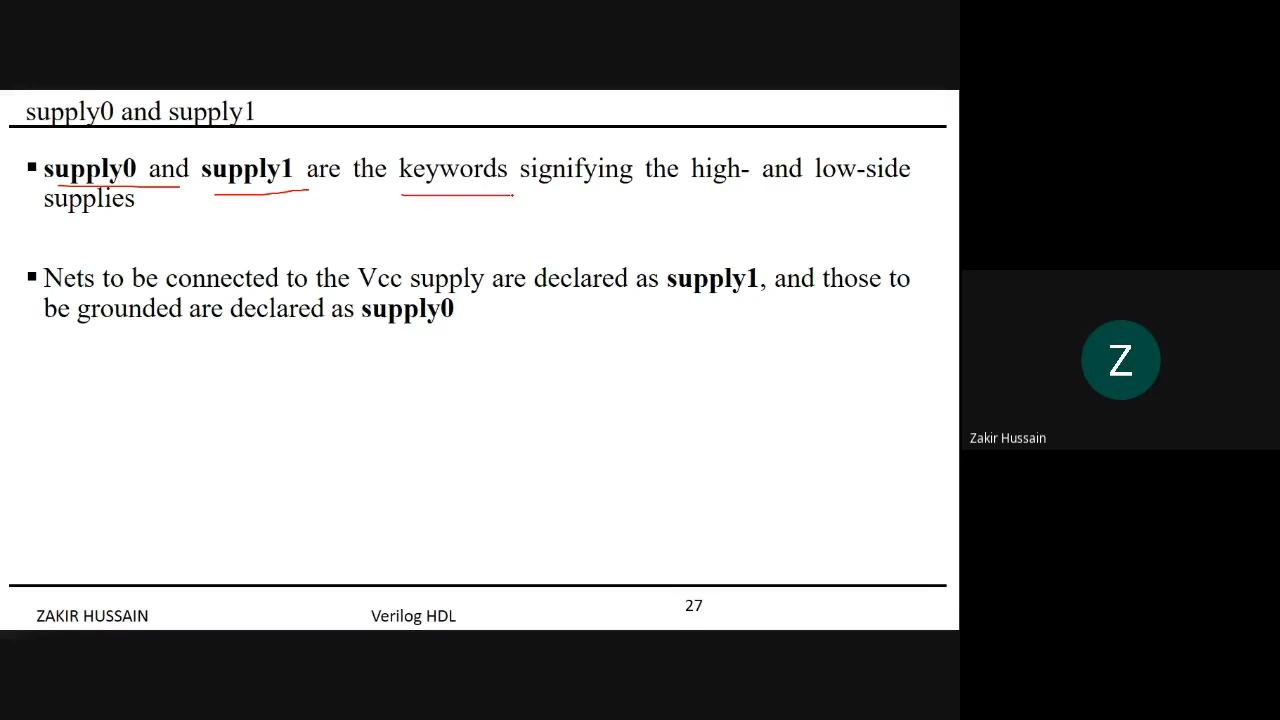 supply0 and supply1
▪ supply0 and supply1 are the keywords signifying the high- and low-side
supplies
▪ Nets to be connected to the Vcc supply are declared as supply1, and those to
be grounded are declared as supply0
ZAKIR HUSSAIN
Verilog HDL
27
Z
Zakir Hussain